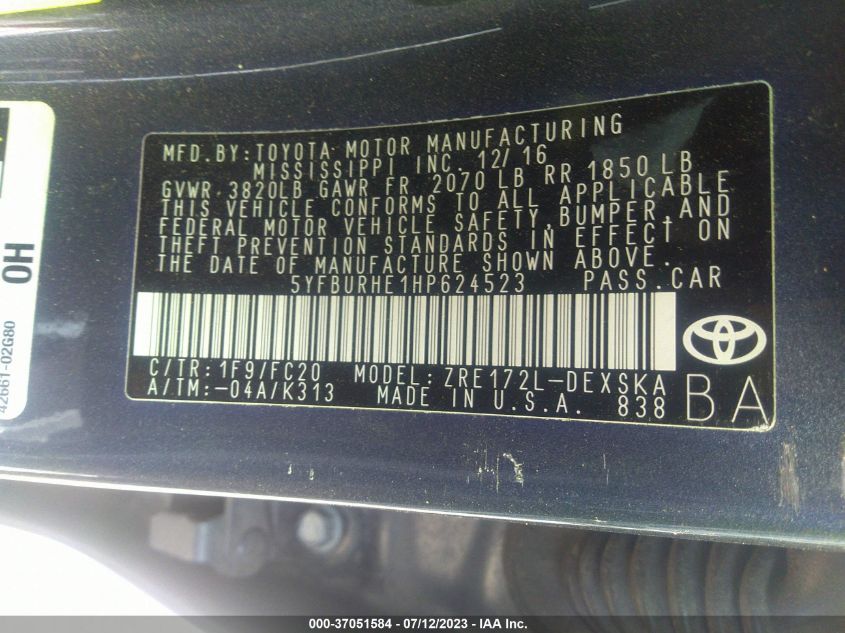 MFD. BY: TOYOTA MOTOR MANUFACTURING
MISSISSIPPI INC. 12/16
GVWR 3820LB GAWR FR 2070 LB RR 1850 LB
THIS VEHICLE CONFORMS TO ALL APPLICABLE
FEDERAL MOTOR VEHICLE SAFETY, BUMPER, AND
THEFT PREVENTION STANDARDS IN EFFECT ON
THE DATE OF MANUFACTURE SHOWN ABOVE.
5YFBURHE1HP624523 PASS. CAR
C/TR: 1F9/FC20 MODEL: ZRE172L-DEXSKA
A/TM: -04A/K313 MADE IN U.S.A. 838
BA
OH
42661-02G80
000-37051584 / 07/12/2023 - IAA Inc.